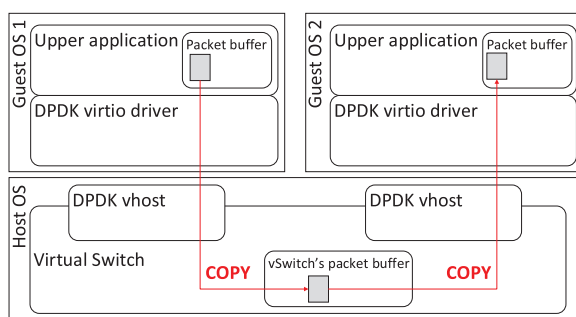 Guest OS 1
Upper application
Packet buffer
DPDK virtio driver
Guest OS 2
Upper application
Packet buffer
DPDK virtio driver
Host OS
DPDK vhost
DPDK vhost
Virtual Switch
vSwitch's packet buffer
COPY
COPY